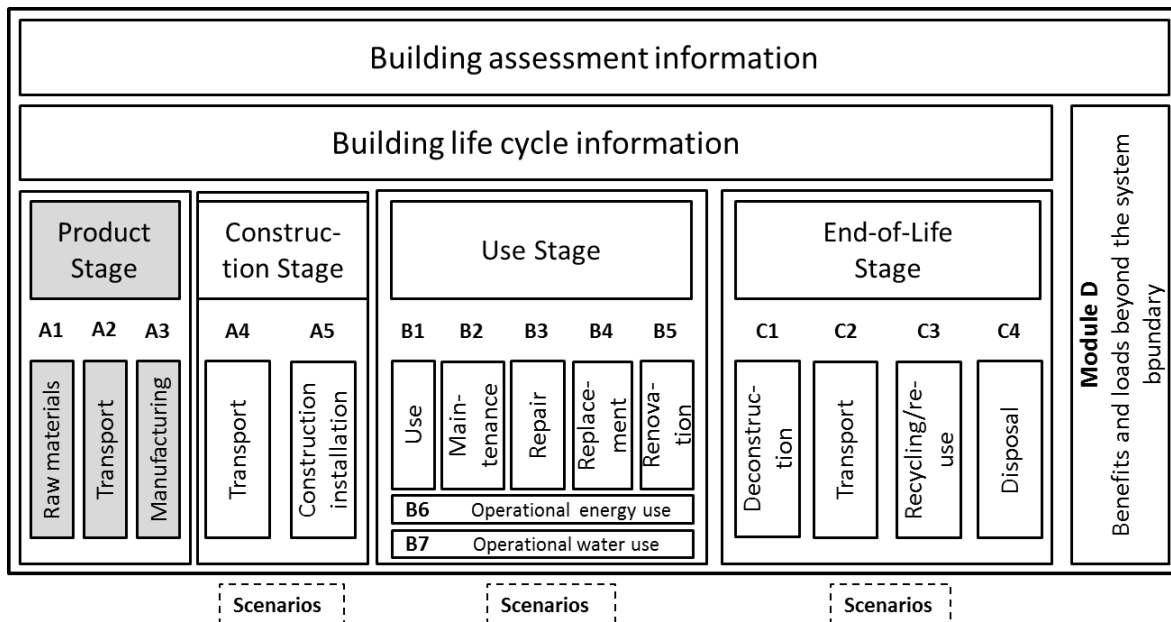 Building assessment information
Building life cycle information
Product
Stage
Construc-
tion Stage
Use Stage
End-of-Life
Stage
A1
A2
A3
A4
A5
B1
B2
B3
B4
B5
C1
C2
C3
C4
Raw materials
Transport
Manufacturing
Transport
Construction
installation
Use
Main-
tenance
Repair
Replace-
ment
Renova-
tion
B6 Operational energy use
B7 Operational water use
Deconstruc-
tion
Transport
Recycling/re-
use
Disposal
Module D
Benefits and loads beyond the system
bpundary
Scenarios
Scenarios
Scenarios